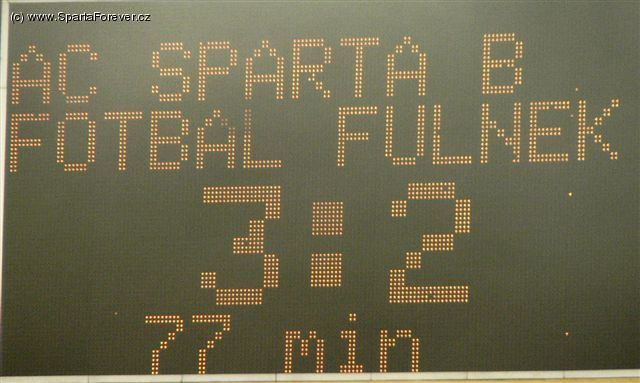 (c) www.SpartaForever.cz
AC SPARTA B
FOTBAL FULNEK
3:2
77 min